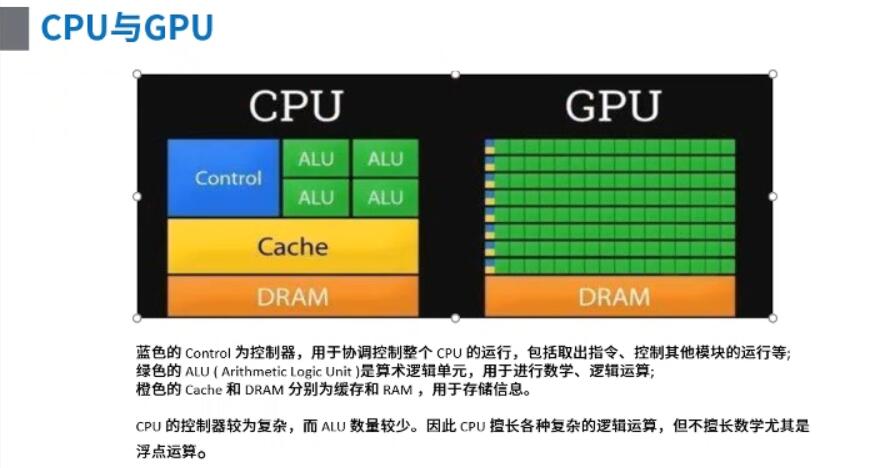 CPU与GPU
CPU
GPU
Control
ALU
ALU
ALU
ALU
Cache
DRAM
DRAM
蓝色的 Control 为控制器，用于协调控制整个 CPU 的运行，包括取出指令、控制其他模块的运行等;
绿色的 ALU ( Arithmetic Logic Unit )是算术逻辑单元，用于进行数学、逻辑运算;
橙色的 Cache 和 DRAM 分别为缓存和 RAM ，用于存储信息。
CPU 的控制器较为复杂，而 ALU 数量较少。因此 CPU 擅长各种复杂的逻辑运算，但不擅长数学尤其是
浮点运算。